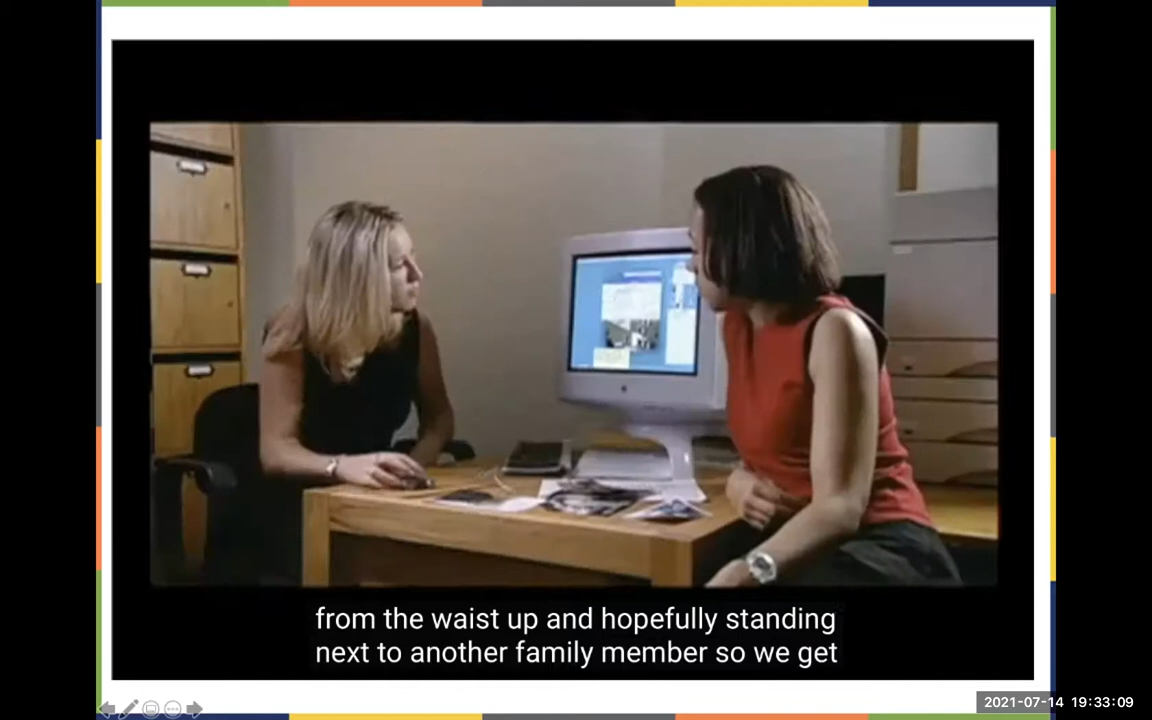 from the waist up and hopefully standing
next to another family member so we get
2021-07-14 19:33:09